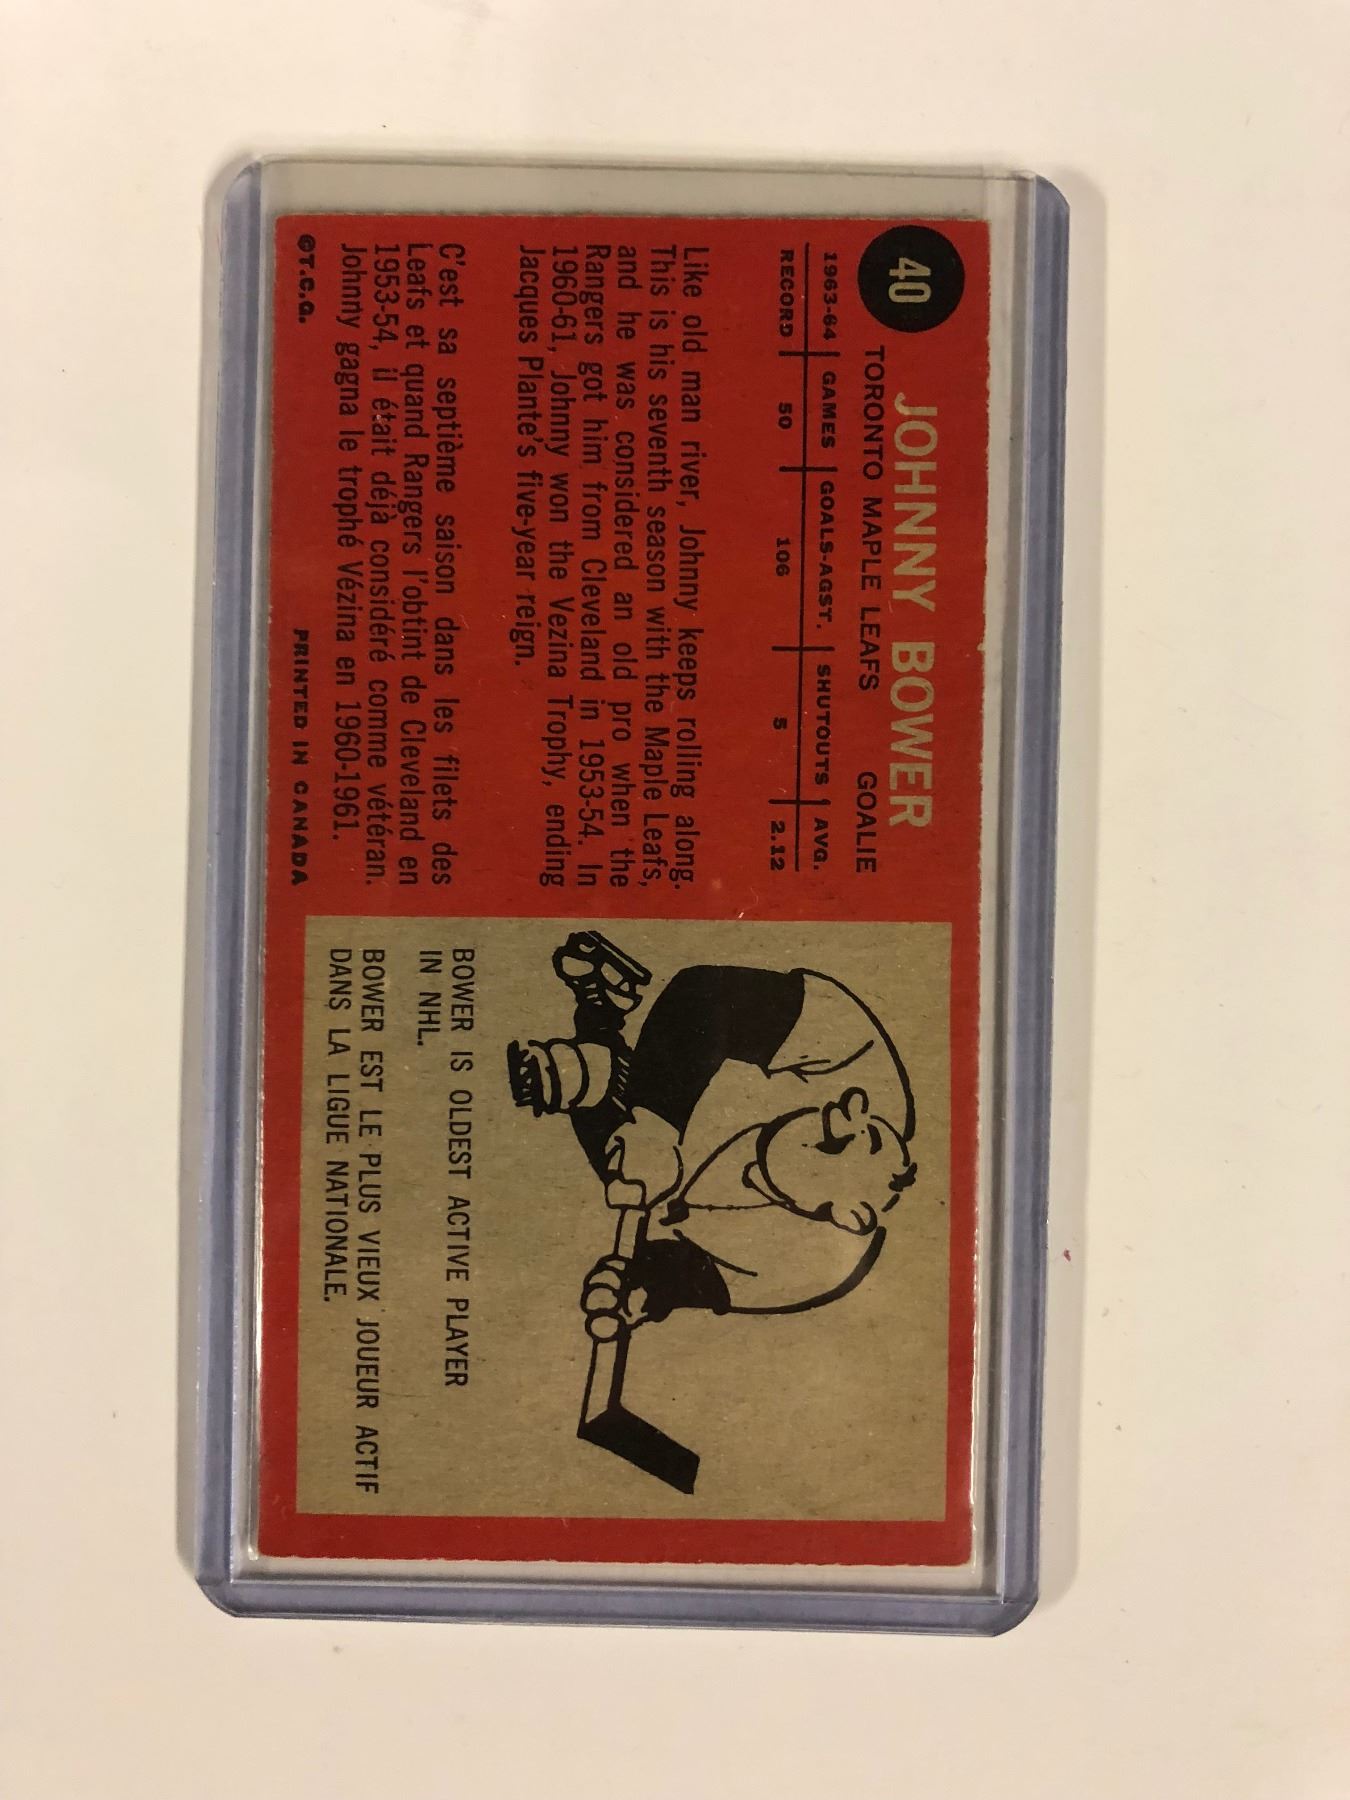 40
JOHNNY BOWER
TORONTO MAPLE LEAFS GOALIE
1963-64 GAMES GOALS-AGST. SHUTOUTS AVG.
RECORD 50 106 5 2.12
Like old man river, Johnny keeps rolling along.
This is his seventh season with the Maple Leafs,
and he was considered an old pro when the
Rangers got him from Cleveland in 1953-54. In
1960-61, Johnny won the Vezina Trophy, ending
Jacques Plante's five-year reign.
C'est sa septième saison dans les filets des
Leafs et quand Rangers l'obtint de Cleveland en
1953-54, il était déjà considéré comme vétéran.
Johnny gagna le trophé Vézina en 1960-1961.
©T.C.G. PRINTED IN CANADA
BOWER IS OLDEST ACTIVE PLAYER
IN NHL.
BOWER EST LE PLUS VIEUX JOUEUR ACTIF
DANS LA LIGUE NATIONALE.